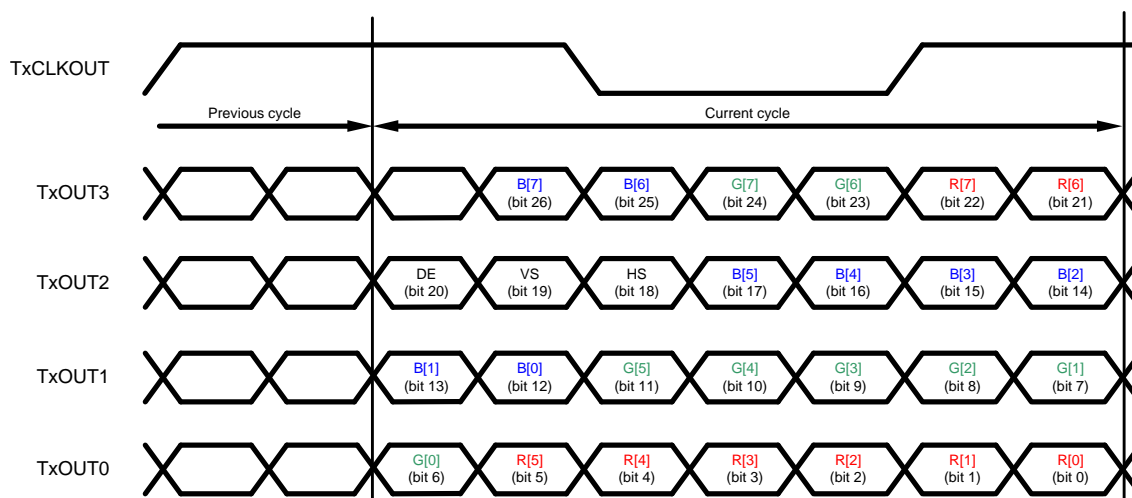 TxCLKOUT
Previous cycle
Current cycle
TxOUT3
B[7]
(bit 26)
B[6]
(bit 25)
G[7]
(bit 24)
G[6]
(bit 23)
R[7]
(bit 22)
R[6]
(bit 21)
TxOUT2
DE
(bit 20)
VS
(bit 19)
HS
(bit 18)
B[5]
(bit 17)
B[4]
(bit 16)
B[3]
(bit 15)
B[2]
(bit 14)
TxOUT1
B[1]
(bit 13)
B[0]
(bit 12)
G[5]
(bit 11)
G[4]
(bit 10)
G[3]
(bit 9)
G[2]
(bit 8)
G[1]
(bit 7)
TxOUT0
G[0]
(bit 6)
R[5]
(bit 5)
R[4]
(bit 4)
R[3]
(bit 3)
R[2]
(bit 2)
R[1]
(bit 1)
R[0]
(bit 0)